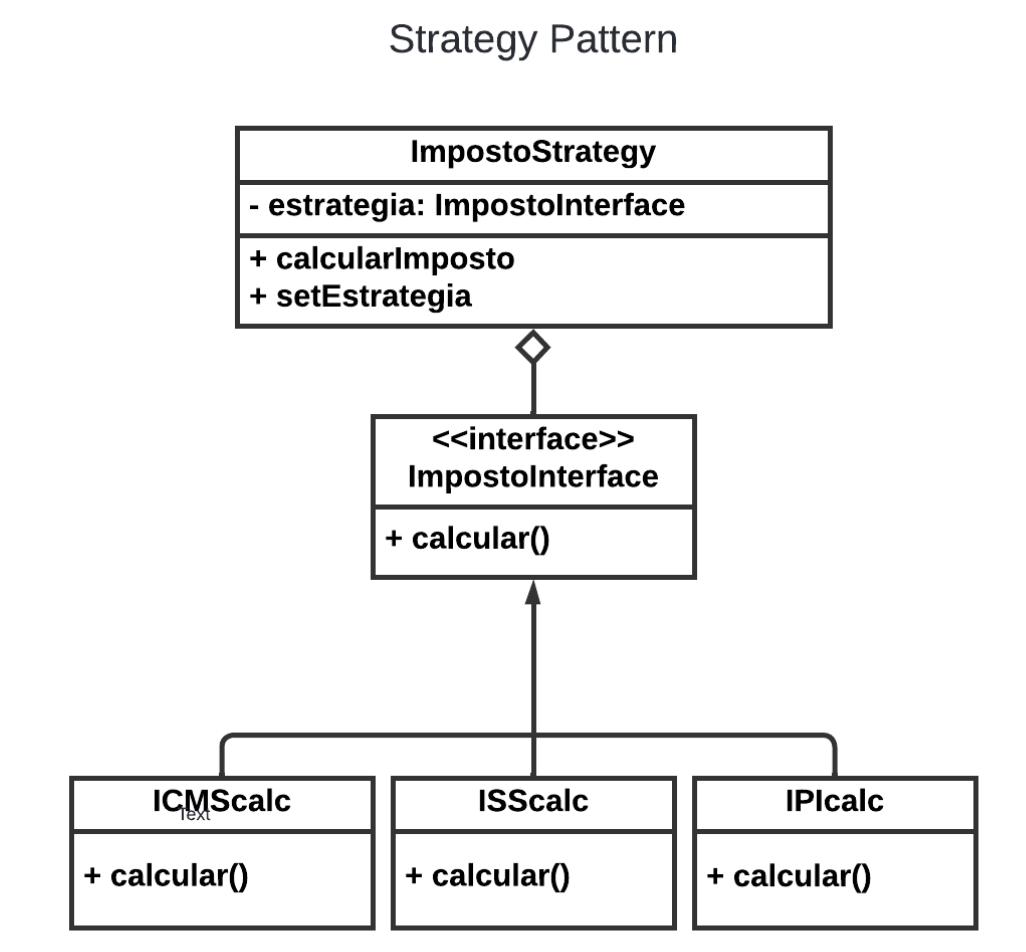 Strategy Pattern
ImpostoStrategy
- estrategia: ImpostoInterface
+ calcularImposto
+ setEstrategia
<<interface>>
ImpostoInterface
+ calcular()
ICMScalc
Text
+ calcular()
ISScalc
+ calcular()
IPIcalc
+ calcular()